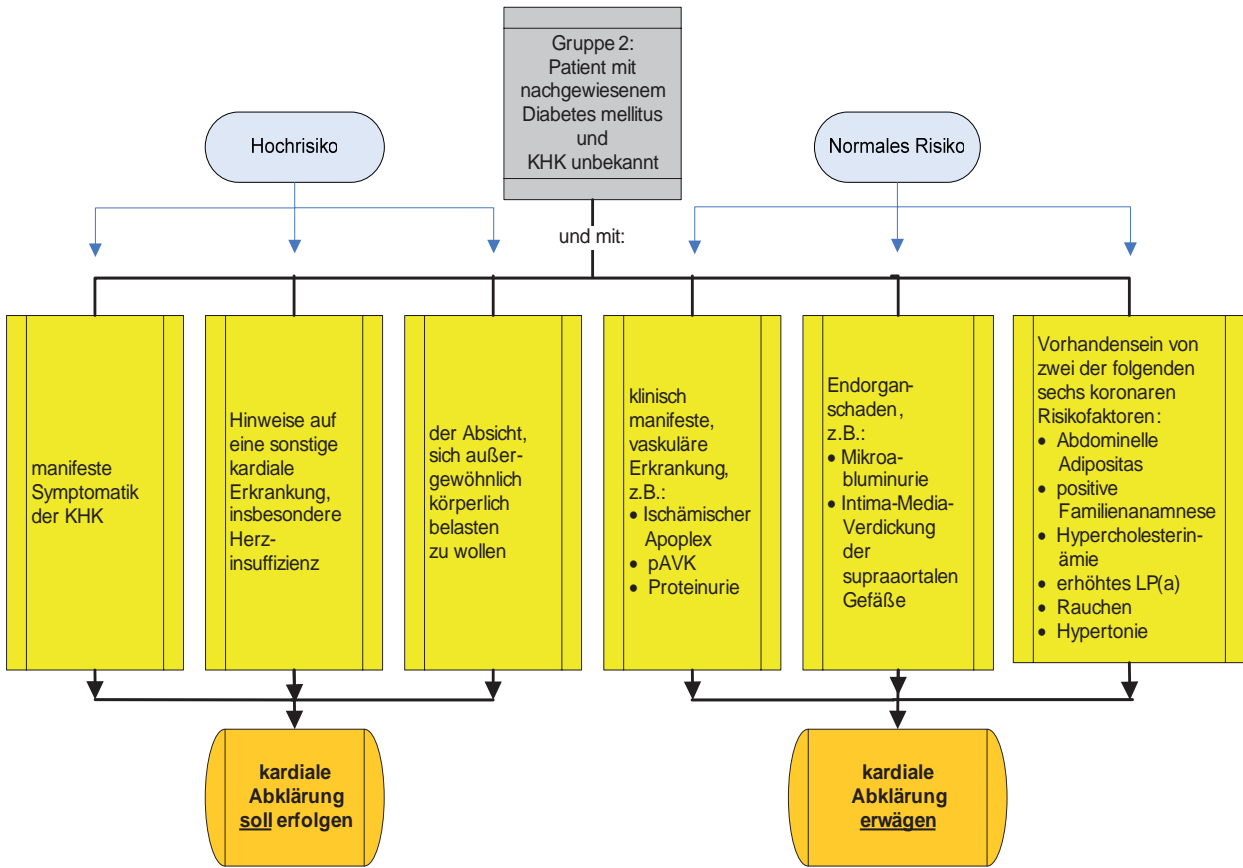 Gruppe 2:
Patient mit
nachgewiesenem
Diabetes mellitus
und
KHK unbekannt
Hochrisiko
Normales Risiko
und mit:
manifeste
Symptomatik
der KHK
Hinweise auf
eine sonstige
kardiale
Erkrankung,
insbesondere
Herz-
insuffizienz
der Absicht,
sich außer-
gewöhnlich
körperlich
belasten
zu wollen
klinisch
manifeste,
vaskuläre
Erkrankung,
z.B.:
• Ischämischer
Apoplex
• pAVK
• Proteinurie
Endorgan-
schaden,
z.B.:
• Mikroa-
bluminurie
• Intima-Media-
Verdickung
der
supraaortalen
Gefäße
Vorhandensein von
zwei der folgenden
sechs koronaren
Risikofaktoren:
• Abdominelle
Adipositas
• positive
Familienanamnese
• Hypercholesterin-
ämie
• erhöhtes LP(a)
• Rauchen
• Hypertonie
kardiale
Abklärung
soll erfolgen
kardiale
Abklärung
erwägen